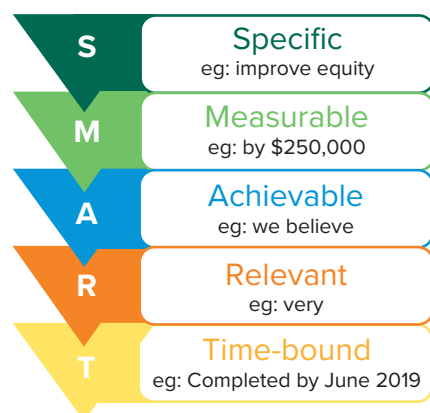 S
Specific
eg: improve equity
M
Measurable
eg: by $250,000
A
Achievable
eg: we believe
R
Relevant
eg: very
T
Time-bound
eg: Completed by June 2019